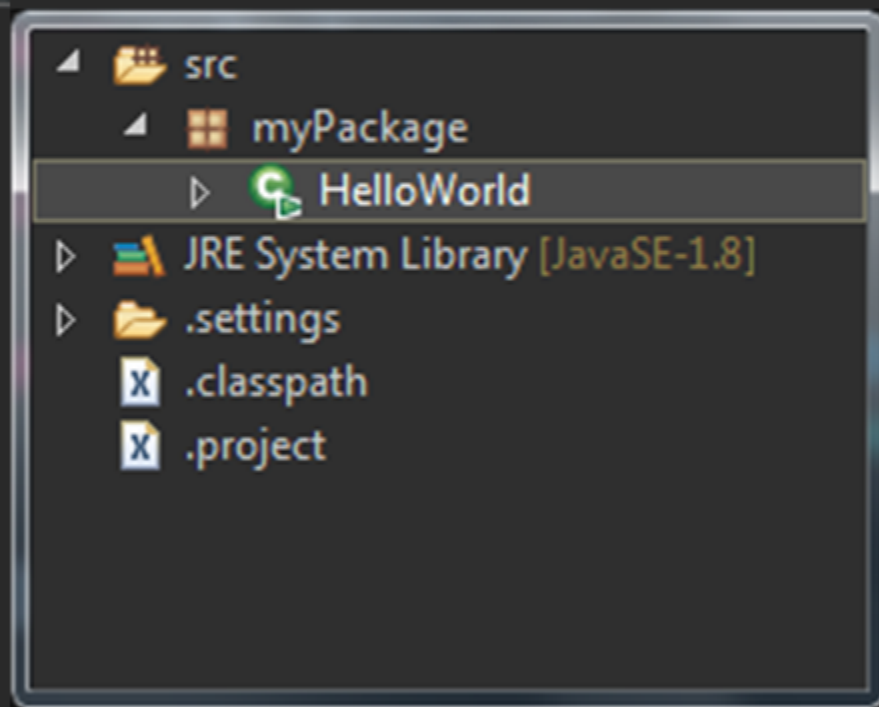 src
myPackage
HelloWorld
JRE System Library [JavaSE-1.8]
.settings
.classpath
.project